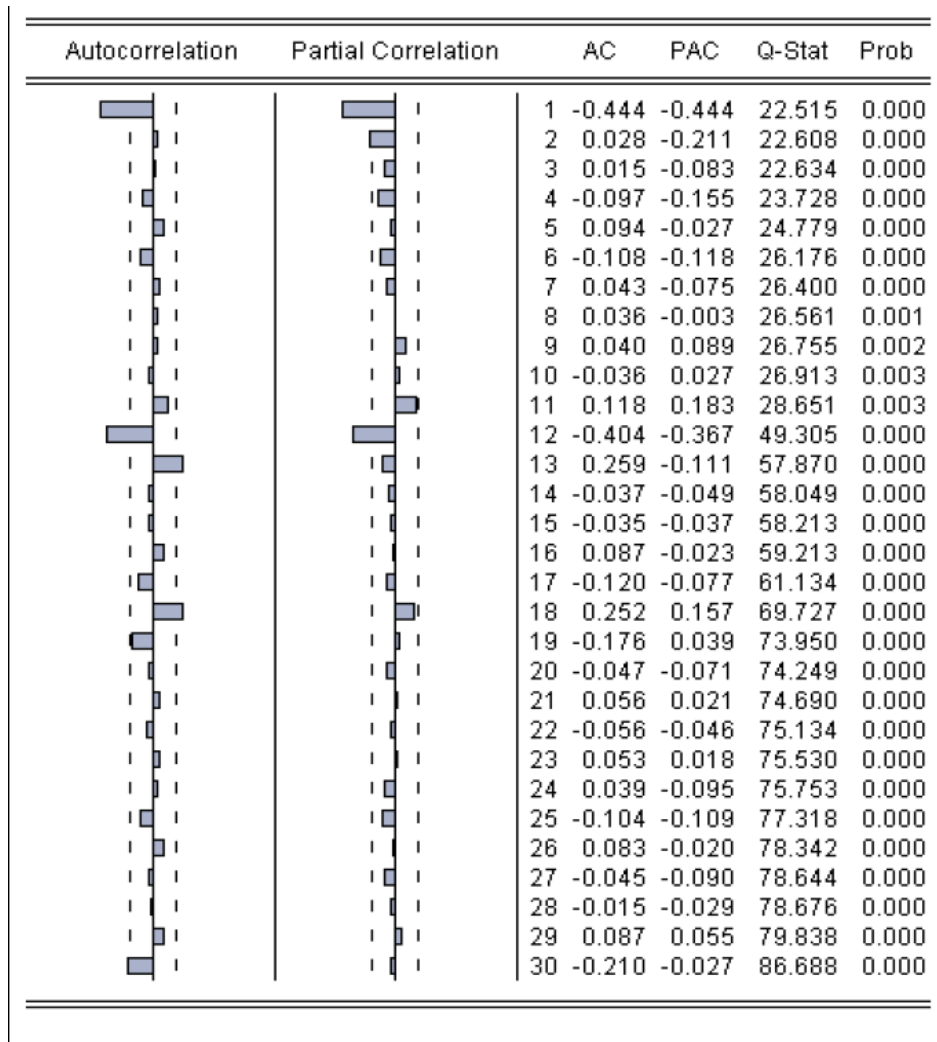 Autocorrelation Partial Correlation AC PAC Q-Stat Prob
1 -0.444 -0.444 22.515 0.000
2 0.028 -0.211 22.608 0.000
3 0.015 -0.083 22.634 0.000
4 -0.097 -0.155 23.728 0.000
5 0.094 -0.027 24.779 0.000
6 -0.108 -0.118 26.176 0.000
7 0.043 -0.075 26.400 0.000
8 0.036 -0.003 26.561 0.001
9 0.040 0.089 26.755 0.002
10 -0.036 0.027 26.913 0.003
11 0.118 0.183 28.651 0.003
12 -0.404 -0.367 49.305 0.000
13 0.259 -0.111 57.870 0.000
14 -0.037 -0.049 58.049 0.000
15 -0.035 -0.037 58.213 0.000
16 0.087 -0.023 59.213 0.000
17 -0.120 -0.077 61.134 0.000
18 0.252 0.157 69.727 0.000
19 -0.176 0.039 73.950 0.000
20 -0.047 -0.071 74.249 0.000
21 0.056 0.021 74.690 0.000
22 -0.056 -0.046 75.134 0.000
23 0.053 0.018 75.530 0.000
24 0.039 -0.095 75.753 0.000
25 -0.104 -0.109 77.318 0.000
26 0.083 -0.020 78.342 0.000
27 -0.045 -0.090 78.644 0.000
28 -0.015 -0.029 78.676 0.000
29 0.087 0.055 79.838 0.000
30 -0.210 -0.027 86.688 0.000